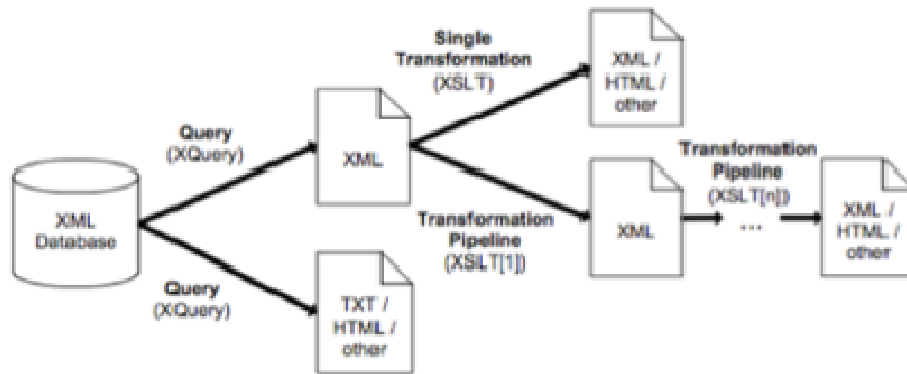 Single
Transformation
(XSLT)
XML /
HTML /
other
Query
(XQuery)
XML
Transformation
Pipeline
(XSLT[n])
XML
Database
Transformation
Pipeline
(XSLT[1])
XML
...
XML /
HTML /
other
Query
(XQuery)
TXT /
HTML /
other